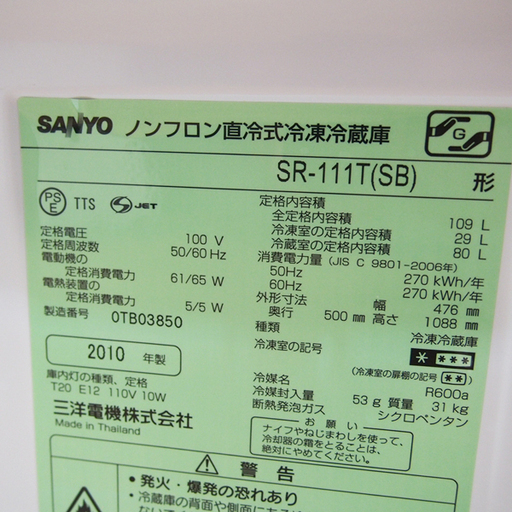 SANYO ノンフロン直冷式冷凍冷蔵庫
G
SR-111T(SB) 形
PSE TTS S JET
定格電圧 100 V
定格周波数 50/60 Hz
電動機の
定格消費電力 61/65 W
電熱装置の
定格消費電力 5/5 W
製造番号 0TB03850
2010 年製
庫内灯の種類、定格
T20 E12 110V 10W
三洋電機株式会社
Made in Thailand
定格内容積
全定格内容積 109 L
冷凍室の定格内容積 29 L
冷蔵室の定格内容積 80 L
消費電力量 (JIS C 9801-2006年)
50Hz 270 kWh/年
60Hz 270 kWh/年
外形寸法 幅 476 mm
奥行 500 mm 高さ 1088 mm
種類 冷凍冷蔵庫
冷凍室の記号 * ***
(冷凍室の扉棚の記号 **)
冷媒名 R600a
冷媒封入量 53 g 質量 31 kg
断熱発泡ガス シクロペンタン
お願い
ナイフやねじまわしを使って、
冷却器の霜をとることは、
絶対にやめてください。
警告
・発火・爆発の恐れあり
・冷蔵庫の背面や側面にある